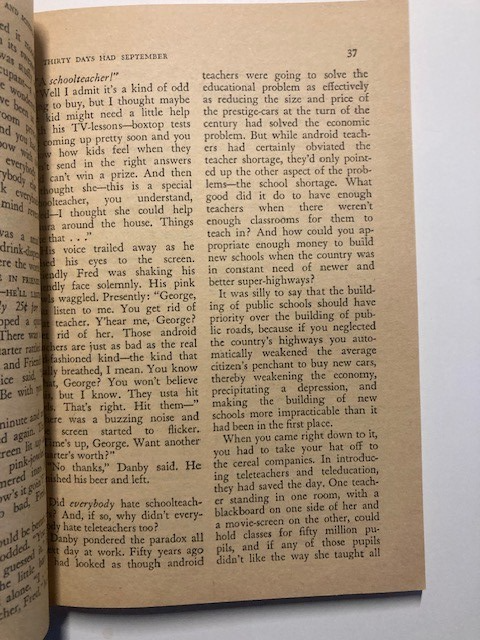 friend
THIRTY DAYS HAD SEPTEMBER 37
schoolteacher!"
Well I admit it's a kind of odd
to buy, but I thought maybe
kid might need a little help
his TV-lessons—boxtop tests
coming up pretty soon and you
how kids feel when they
send in the right answers
can't win a prize. And then
thought she—this is a special
schoolteacher, you understand,
I thought she could help
around the house. Things
that . . ."
His voice trailed away as he
his eyes to the screen.
Friendly Fred was shaking his
friendly face solemnly. His pink
waggled. Presently: "George,
listen to me. You get rid of
teacher. Y'hear me, George?
rid of her. Those android
teachers are just as bad as the real
old-fashioned kind—the kind that
really breathed, I mean. You know
that, George? You won't believe
but I know. They usta hit
kids. That's right. Hit them—"
There was a buzzing noise and
screen started to flicker.
"Time's up, George. Want another
quarter's worth?"
"No thanks," Danby said. He
finished his beer and left.
Did everybody hate schoolteach-
And, if so, why didn't every-
body hate teleteachers too?
Danby pondered the paradox all
next day at work. Fifty years ago
had looked as though android
teachers were going to solve the
educational problem as effectively
as reducing the size and price of
the prestige-cars at the turn of the
century had solved the economic
problem. But while android teach-
ers had certainly obviated the
teacher shortage, they'd only point-
ed up the other aspect of the prob-
lem—the school shortage. What
good did it do to have enough
teachers when there weren't
enough classrooms for them to
teach in? And how could you ap-
propriate enough money to build
new schools when the country was
in constant need of newer and
better super-highways?
It was silly to say that the build-
ing of public schools should have
priority over the building of pub-
lic roads, because if you neglected
the country's highways you auto-
matically weakened the average
citizen's penchant to buy new cars,
thereby weakening the economy,
precipitating a depression, and
making the building of new
schools more impracticable than it
had been in the first place.
When you came right down to it,
you had to take your hat off to
the cereal companies. In introduc-
ing teleteachers and teleducation,
they had saved the day. One teach-
er standing in one room, with a
blackboard on one side of her and
a movie-screen on the other, could
hold classes for fifty million pu-
pils, and if any of those pupils
didn't like the way she taught all